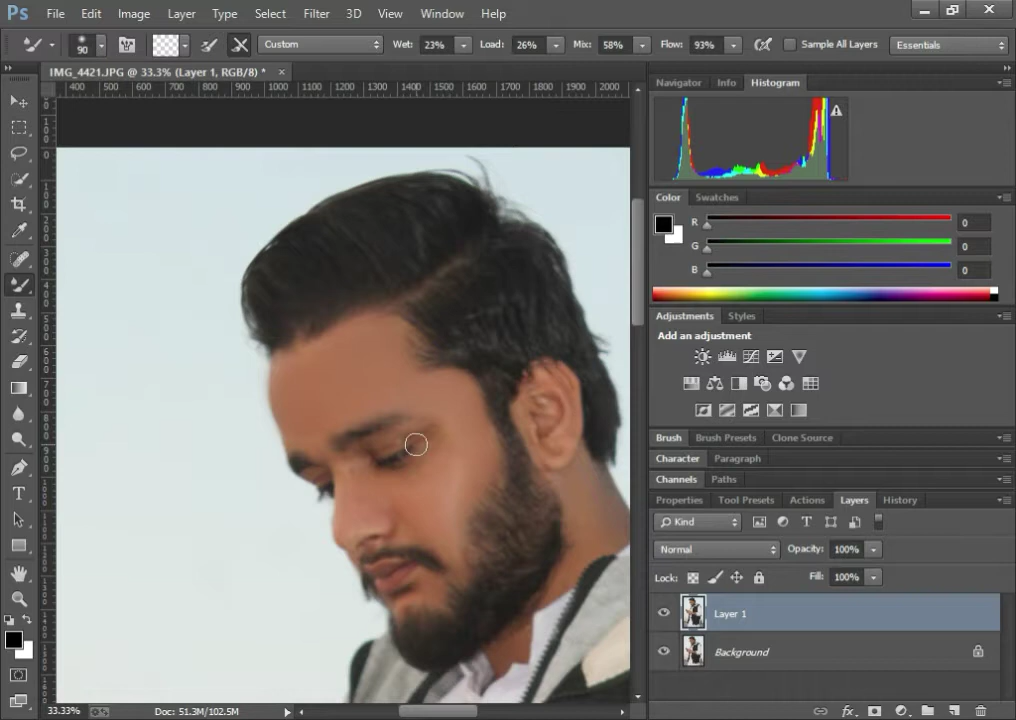 Ps File Edit Image Layer Type Select Filter 3D View Window Help
90 Custom Wet: 23% Load: 26% Mix: 58% Flow: 93% Sample All Layers Essentials
IMG_4421.JPG @ 33.3% (Layer 1, RGB/8) * ×
400 500 600 700 800 900 1000 1100 1200 1300 1400 1500 1600 1700 1800 1900 2000
Navigator Info Histogram
Color Swatches
R 0
G 0
B 0
Adjustments Styles
Add an adjustment
Brush Brush Presets Clone Source
Character Paragraph
Channels Paths
Properties Tool Presets Actions Layers History
Kind
Normal Opacity: 100%
Lock: Fill: 100%
Layer 1
Background
33.33% Doc: 51.3M/102.5M